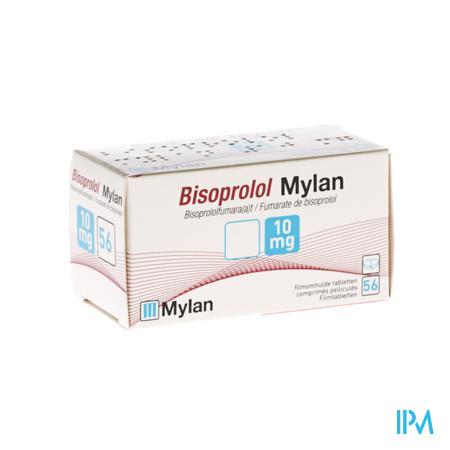 Bisoprolol Mylan
Bisoprololfumara(a)t / Fumarate de bisoprolol
10 mg
filmomhulde tabletten
comprimés pelliculés
Filmtabletten
56
Mylan
10 mg
56
IPM